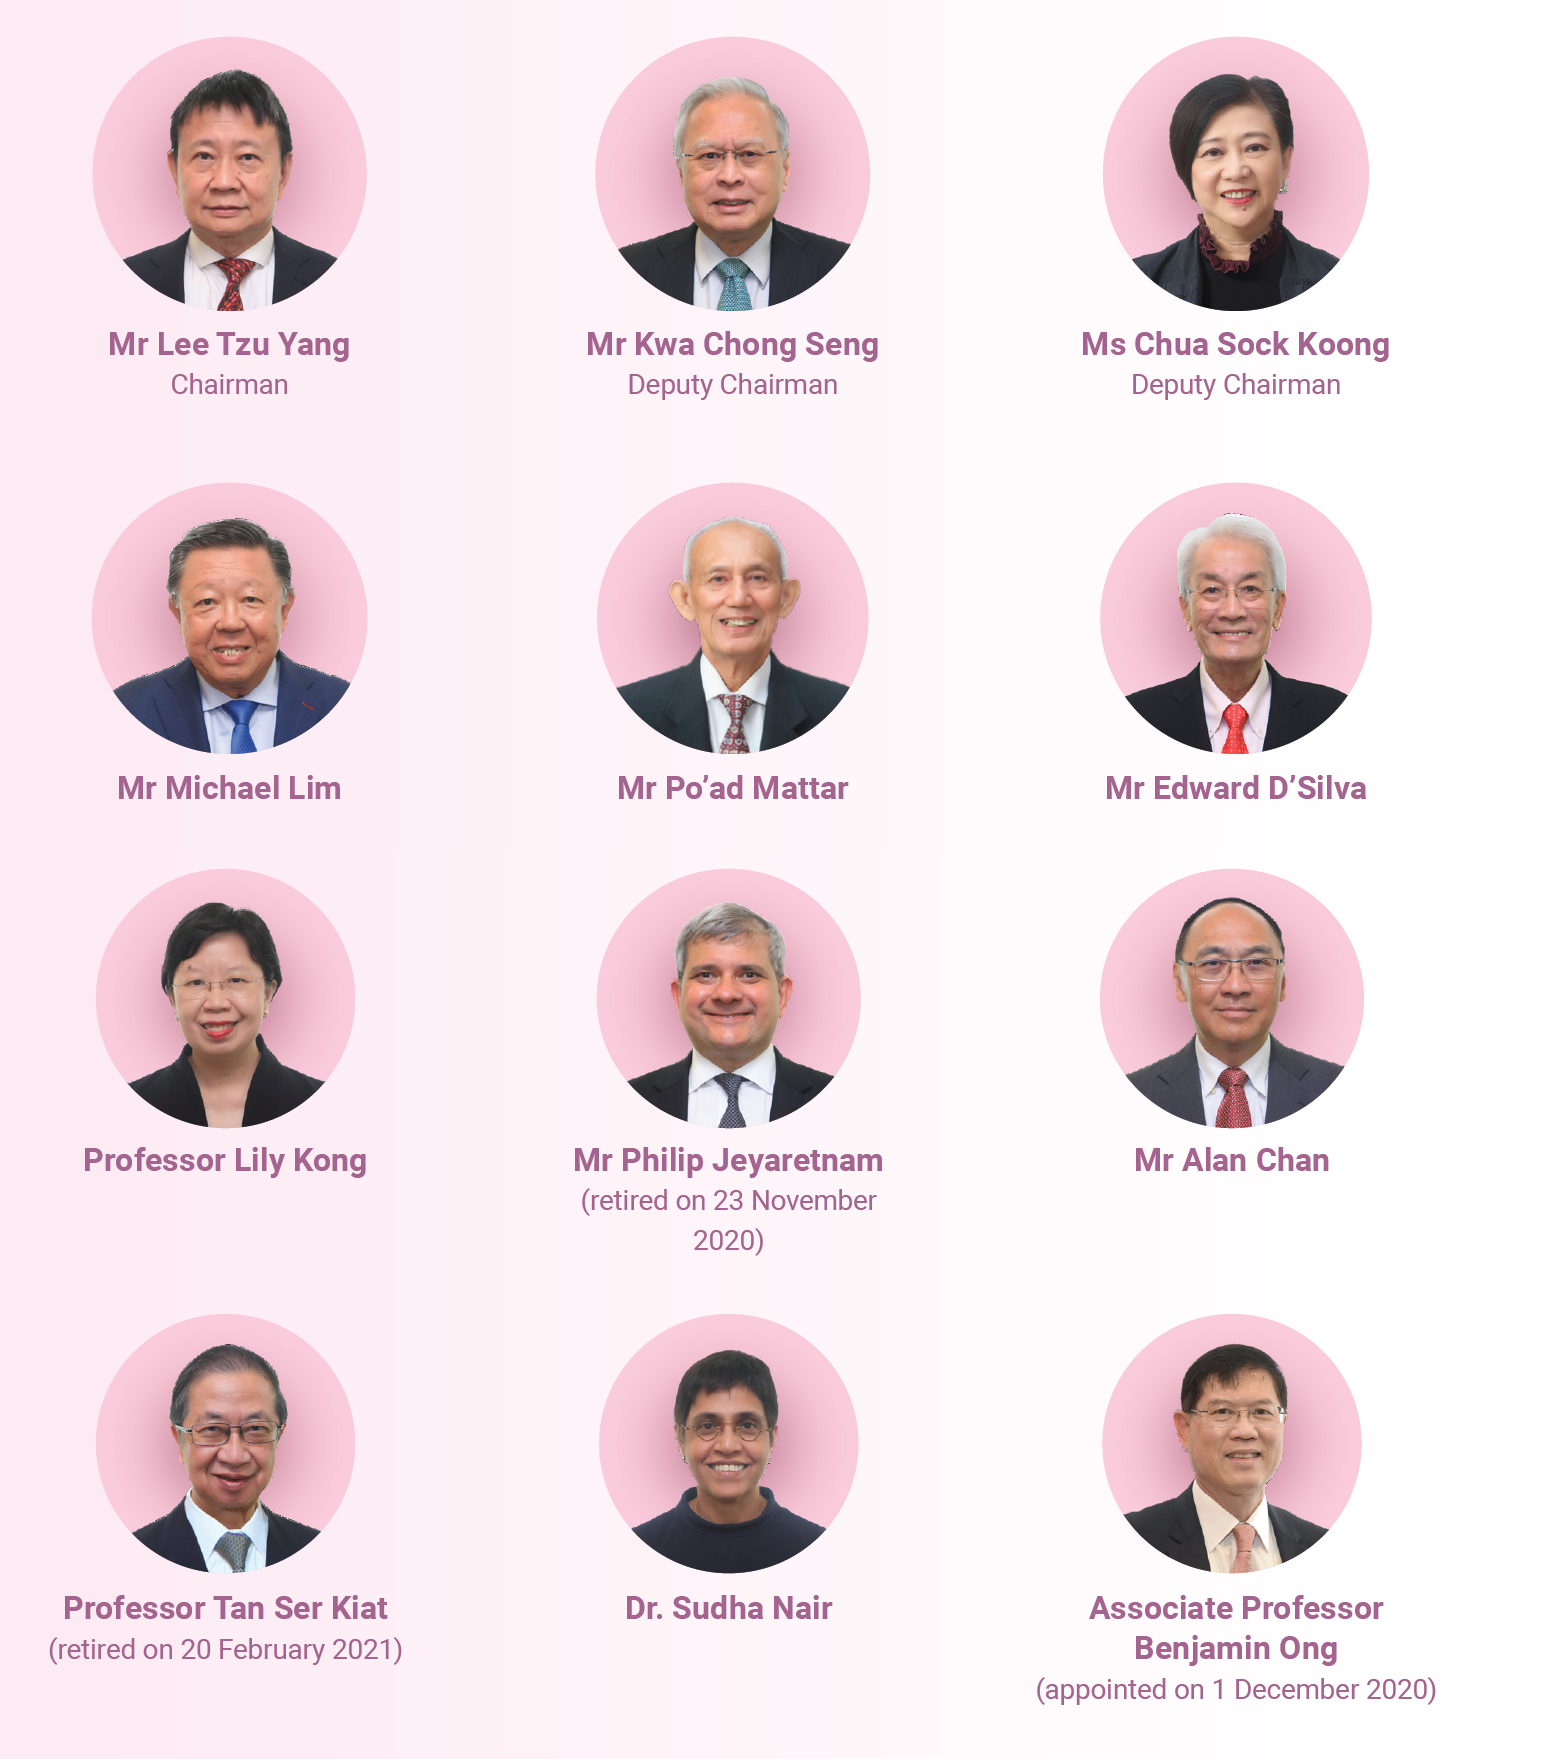 Mr Lee Tzu Yang
Chairman
Mr Kwa Chong Seng
Deputy Chairman
Ms Chua Sock Koong
Deputy Chairman
Mr Michael Lim
Mr Po’ad Mattar
Mr Edward D’Silva
Professor Lily Kong
Mr Philip Jeyaretnam
(retired on 23 November
2020)
Mr Alan Chan
Professor Tan Ser Kiat
(retired on 20 February 2021)
Dr. Sudha Nair
Associate Professor
Benjamin Ong
(appointed on 1 December 2020)